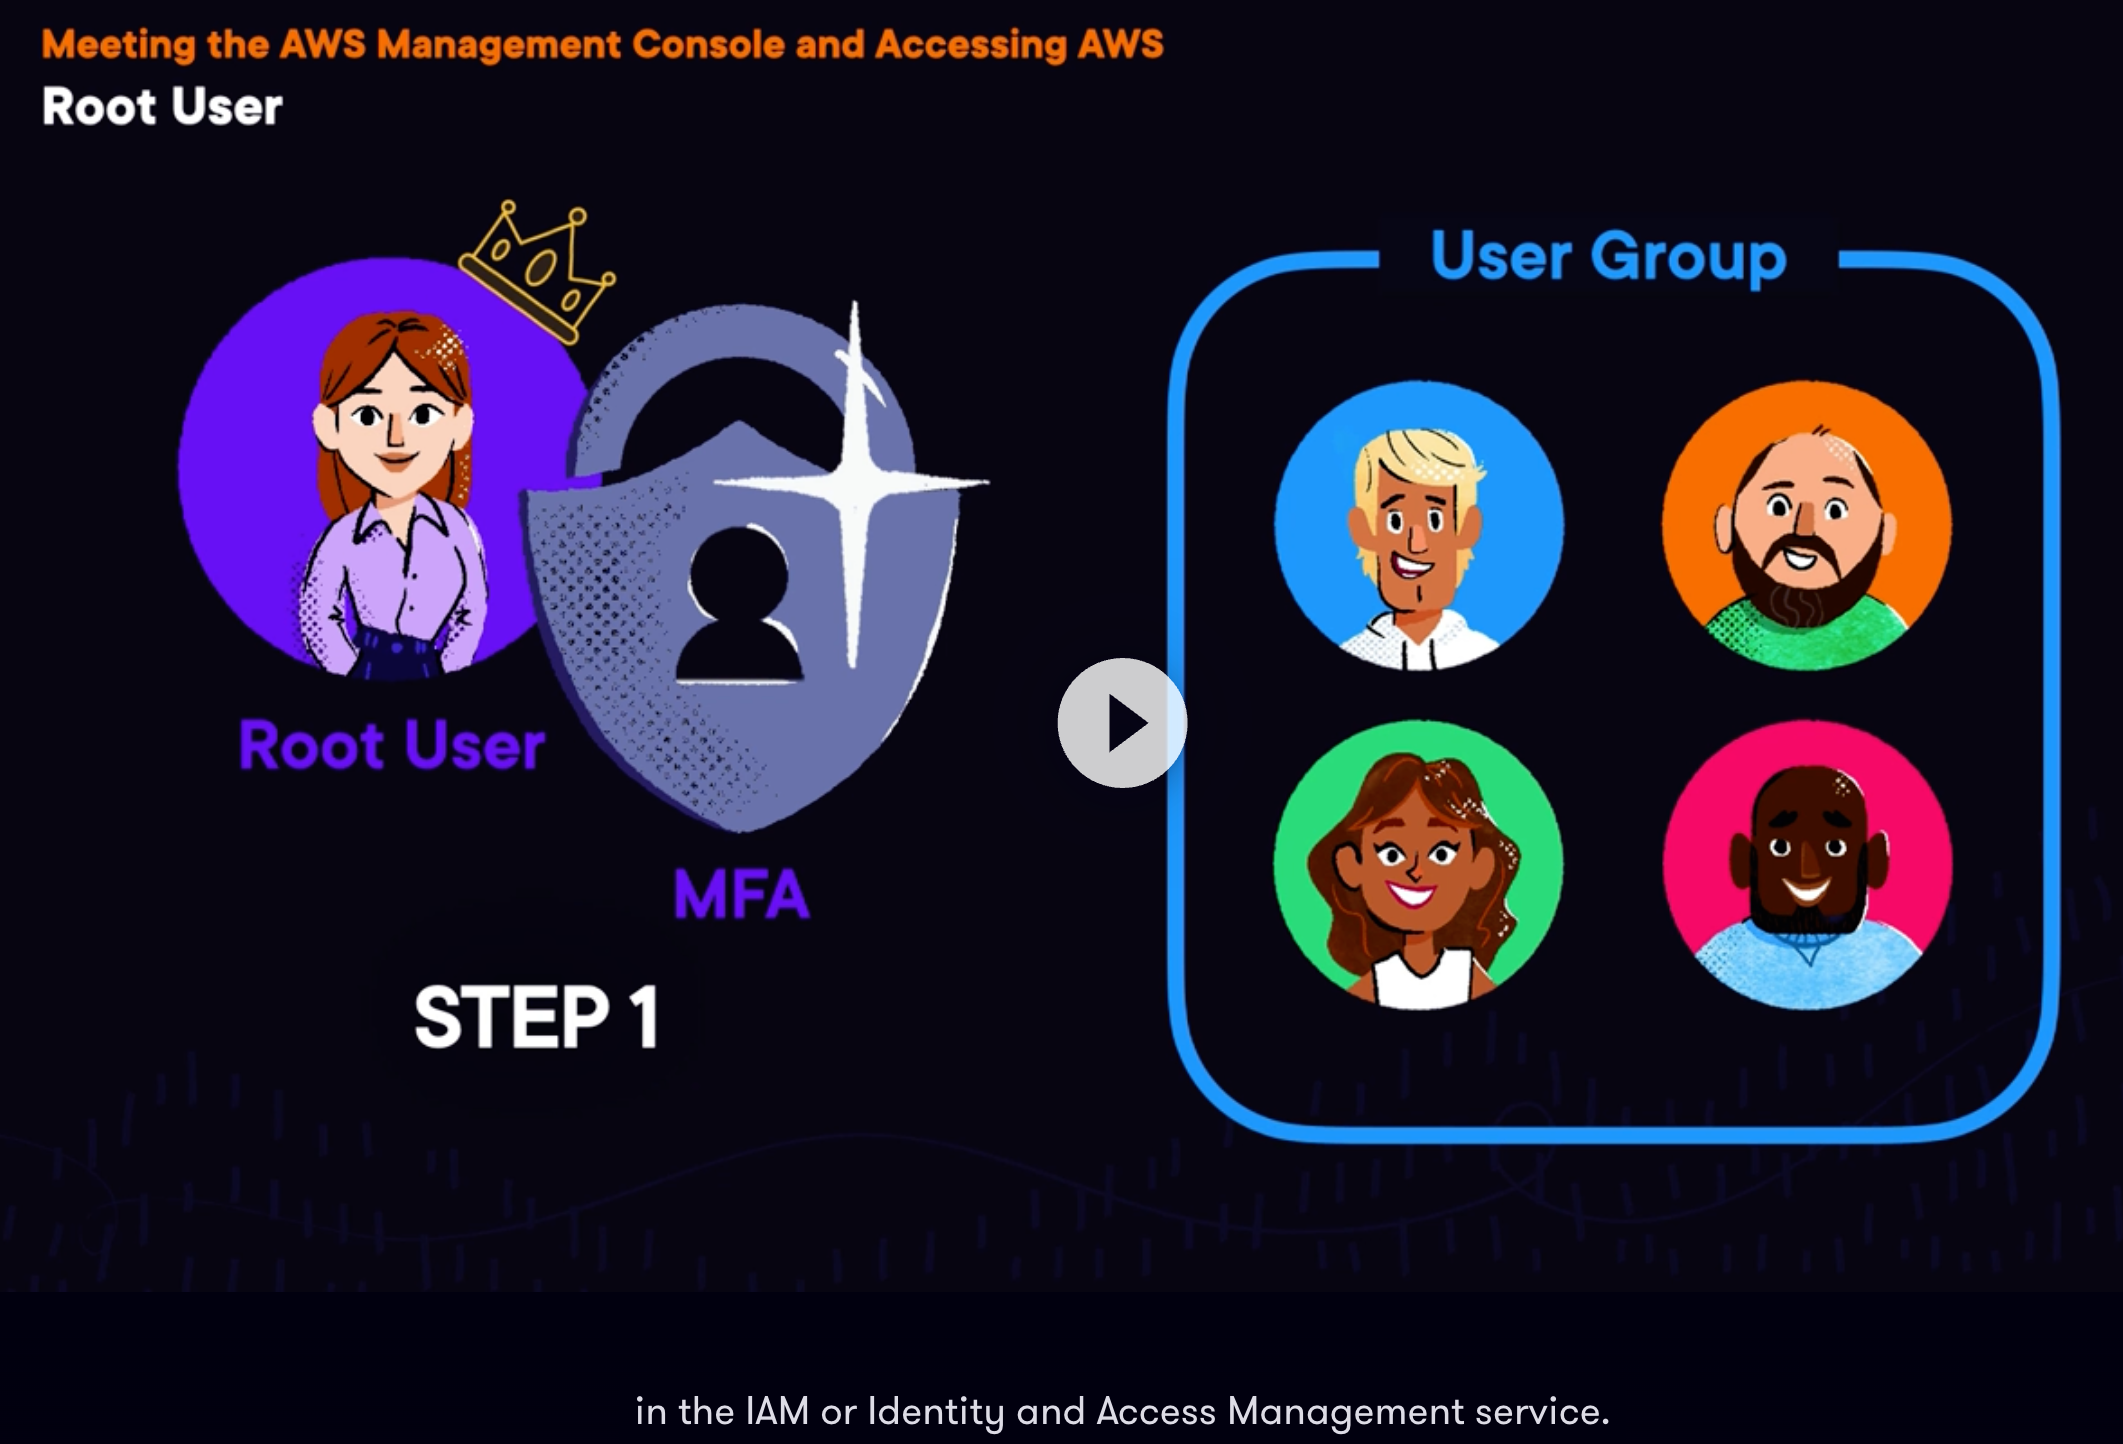 Meeting the AWS Management Console and Accessing AWS
Root User
User Group
Root User
MFA
STEP 1
in the IAM or Identity and Access Management service.